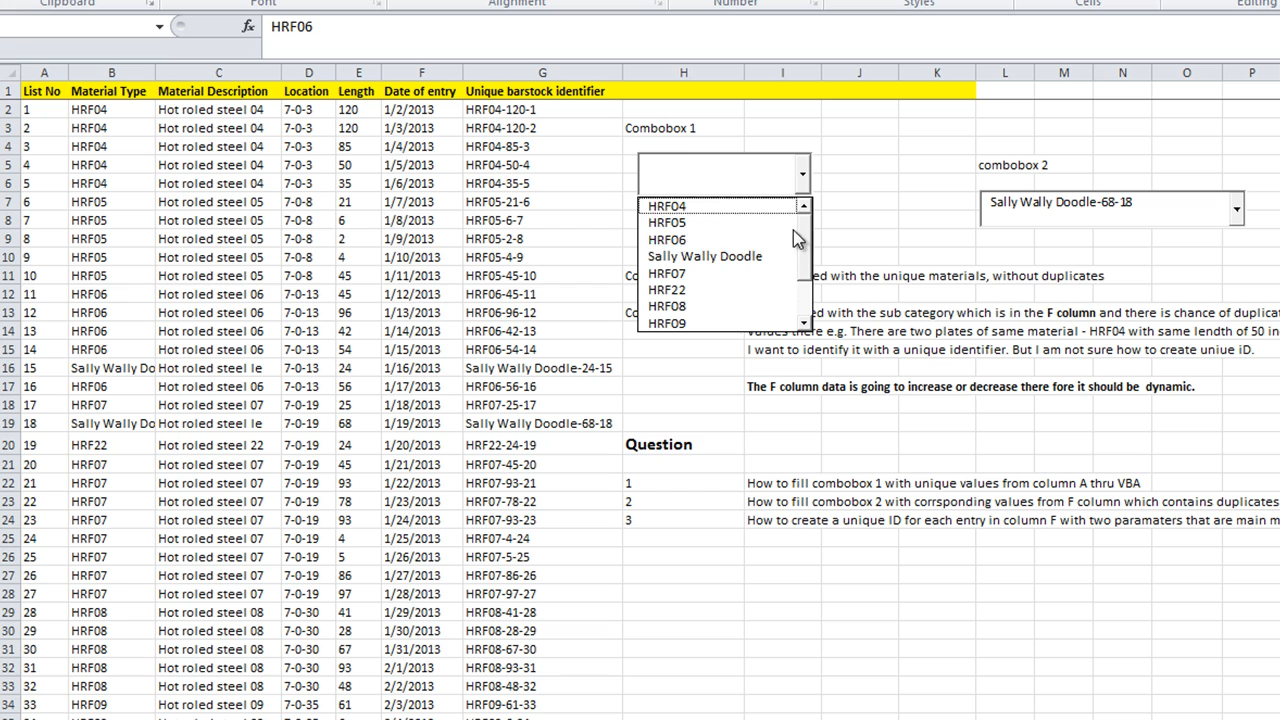 Clipboard Font Alignment Number Styles Cells Editing
fx HRF06
A B C D E F G H I J K L M N O P
1 List No Material Type Material Description Location Length Date of entry Unique barstock identifier
2 1 HRF04 Hot roled steel 04 7-0-3 120 1/2/2013 HRF04-120-1
3 2 HRF04 Hot roled steel 04 7-0-3 120 1/3/2013 HRF04-120-2 Combobox 1
4 3 HRF04 Hot roled steel 04 7-0-3 85 1/4/2013 HRF04-85-3
5 4 HRF04 Hot roled steel 04 7-0-3 50 1/5/2013 HRF04-50-4 combobox 2
6 5 HRF04 Hot roled steel 04 7-0-3 35 1/6/2013 HRF04-35-5
7 6 HRF05 Hot roled steel 05 7-0-8 21 1/7/2013 HRF05-21-6 HRF04 Sally Wally Doodle-68-18
8 7 HRF05 Hot roled steel 05 7-0-8 6 1/8/2013 HRF05-6-7 HRF05
9 8 HRF05 Hot roled steel 05 7-0-8 2 1/9/2013 HRF05-2-8 HRF06
10 9 HRF05 Hot roled steel 05 7-0-8 4 1/10/2013 HRF05-4-9 Sally Wally Doodle
11 10 HRF05 Hot roled steel 05 7-0-8 45 1/11/2013 HRF05-45-10 HRF07 with the unique materials, without duplicates
12 11 HRF06 Hot roled steel 06 7-0-13 45 1/12/2013 HRF06-45-11 HRF22
13 12 HRF06 Hot roled steel 06 7-0-13 96 1/13/2013 HRF06-96-12 HRF08 with the sub category which is in the F column and there is chance of duplica
14 13 HRF06 Hot roled steel 06 7-0-13 42 1/14/2013 HRF06-42-13 HRF09 values there e.g. There are two plates of same material - HRF04 with same lendth of 50 in
15 14 HRF06 Hot roled steel 06 7-0-13 54 1/15/2013 HRF06-54-14 I want to identify it with a unique identifier. But I am not sure how to create uniue iD.
16 15 Sally Wally Do Hot roled steel le 7-0-13 24 1/16/2013 Sally Wally Doodle-24-15
17 16 HRF06 Hot roled steel 06 7-0-13 56 1/17/2013 HRF06-56-16 The F column data is going to increase or decrease there fore it should be dynamic.
18 17 HRF07 Hot roled steel 07 7-0-19 25 1/18/2013 HRF07-25-17
19 18 Sally Wally Do Hot roled steel le 7-0-19 68 1/19/2013 Sally Wally Doodle-68-18
20 19 HRF22 Hot roled steel 22 7-0-19 24 1/20/2013 HRF22-24-19 Question
21 20 HRF07 Hot roled steel 07 7-0-19 45 1/21/2013 HRF07-45-20
22 21 HRF07 Hot roled steel 07 7-0-19 93 1/22/2013 HRF07-93-21 1 How to fill combobox 1 with unique values from column A thru VBA
23 22 HRF07 Hot roled steel 07 7-0-19 78 1/23/2013 HRF07-78-22 2 How to fill combobox 2 with corrsponding values from F column which contains duplicates
24 23 HRF07 Hot roled steel 07 7-0-19 93 1/24/2013 HRF07-93-23 3 How to create a unique ID for each entry in column F with two paramaters that are main m
25 24 HRF07 Hot roled steel 07 7-0-19 4 1/25/2013 HRF07-4-24
26 25 HRF07 Hot roled steel 07 7-0-19 5 1/26/2013 HRF07-5-25
27 26 HRF07 Hot roled steel 07 7-0-19 86 1/27/2013 HRF07-86-26
28 27 HRF07 Hot roled steel 07 7-0-19 97 1/28/2013 HRF07-97-27
29 28 HRF08 Hot roled steel 08 7-0-30 41 1/29/2013 HRF08-41-28
30 29 HRF08 Hot roled steel 08 7-0-30 28 1/30/2013 HRF08-28-29
31 30 HRF08 Hot roled steel 08 7-0-30 67 1/31/2013 HRF08-67-30
32 31 HRF08 Hot roled steel 08 7-0-30 93 2/1/2013 HRF08-93-31
33 32 HRF08 Hot roled steel 08 7-0-30 48 2/2/2013 HRF08-48-32
34 33 HRF09 Hot roled steel 09 7-0-35 61 2/3/2013 HRF09-61-33